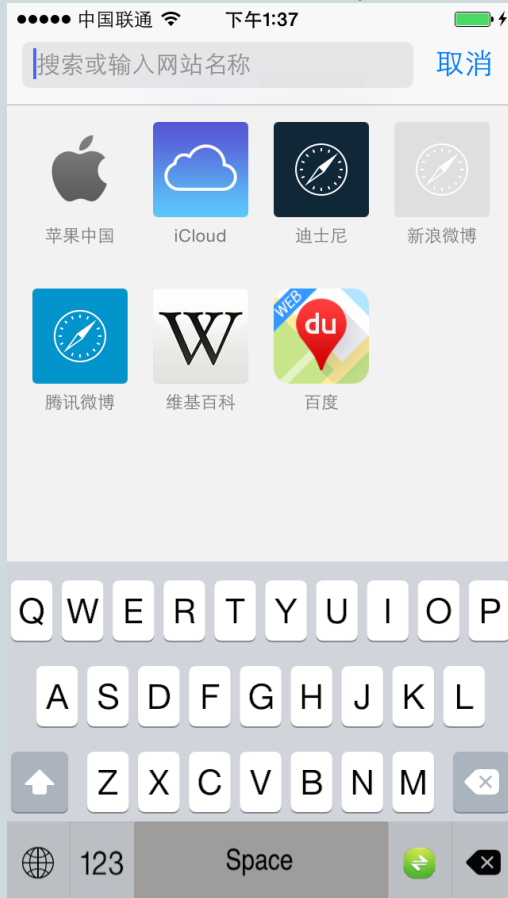 中国联通 下午1:37
搜索或输入网站名称 取消
苹果中国 iCloud 迪士尼 新浪微博
W WEB du
腾讯微博 维基百科 百度
Q W E R T Y U I O P
A S D F G H J K L
Z X C V B N M
123 Space